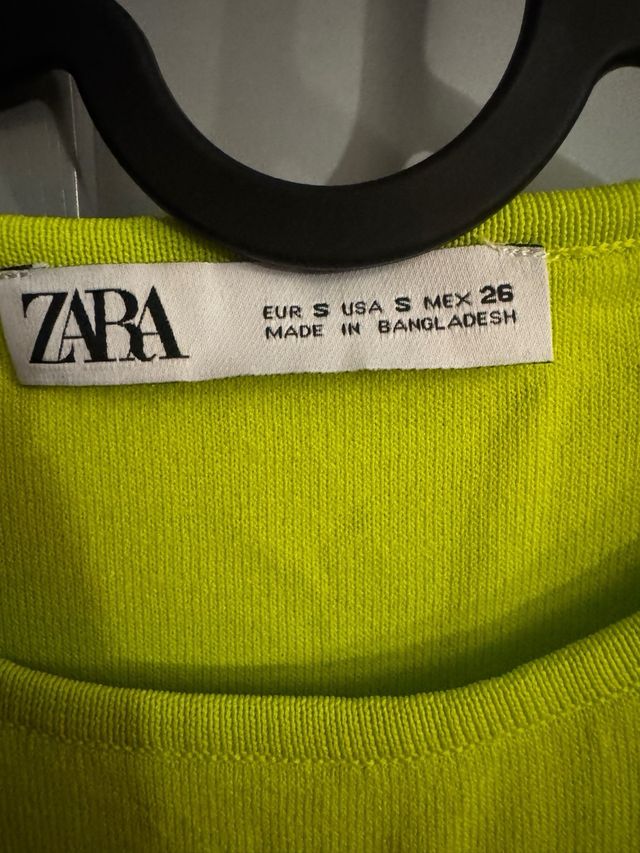 ZARA
EUR S USA S MEX 26
MADE IN BANGLADESH